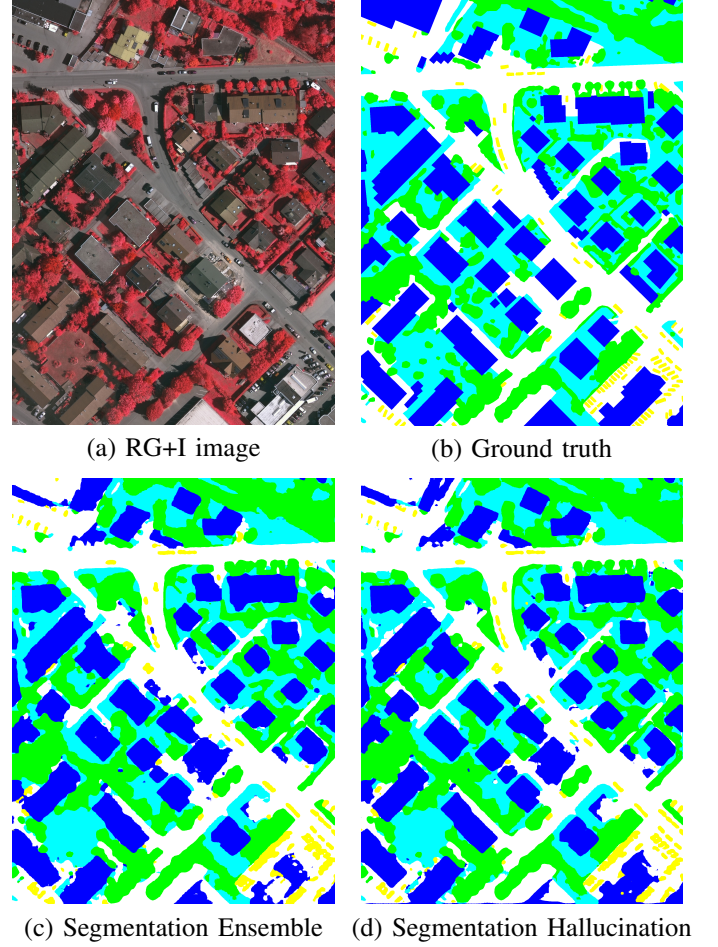 (a) RG+I image
(b) Ground truth
(c) Segmentation Ensemble
(d) Segmentation Hallucination